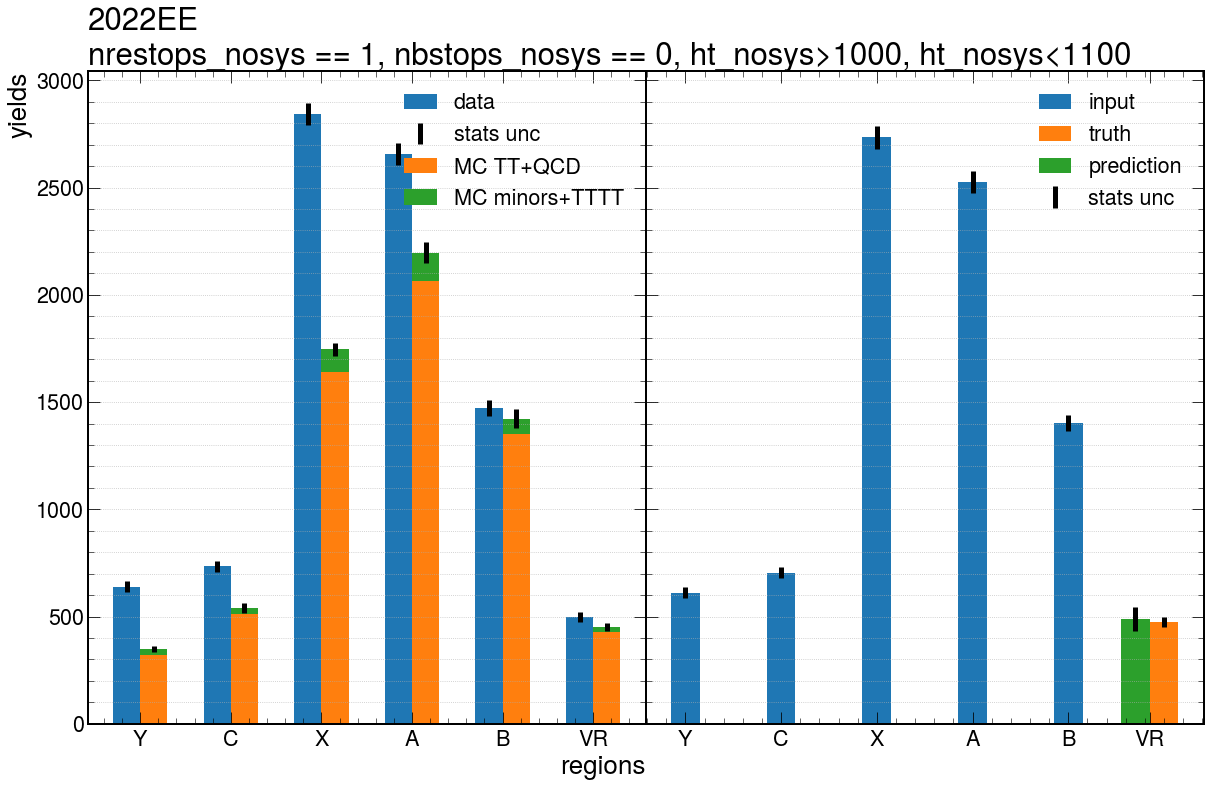 2022EE
nrestops_nosys == 1, nbstops_nosys == 0, ht_nosys>1000, ht_nosys<1100
yields
3000
2500
2000
1500
1000
500
0
data
stats unc
MC TT+QCD
MC minors+TTTT
input
truth
prediction
stats unc
Y C X A B VR
Y C X A B VR
regions